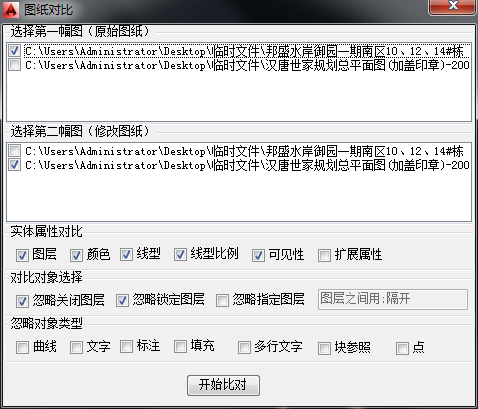 图纸对比
选择第一幅图（原始图纸）
C:\Users\Administrator\Desktop\临时文件\邦盛水岸御园一期南区10、12、14#栋
C:\Users\Administrator\Desktop\临时文件\汉唐世家规划总平面图(加盖印章)-200
选择第二幅图（修改图纸）
C:\Users\Administrator\Desktop\临时文件\邦盛水岸御园一期南区10、12、14#栋
C:\Users\Administrator\Desktop\临时文件\汉唐世家规划总平面图(加盖印章)-200
实体属性对比
图层 颜色 线型 线型比例 可见性 扩展属性
对比对象选择
忽略关闭图层 忽略锁定图层 忽略指定图层 图层之间用;隔开
忽略对象类型
曲线 文字 标注 填充 多行文字 块参照 点
开始比对